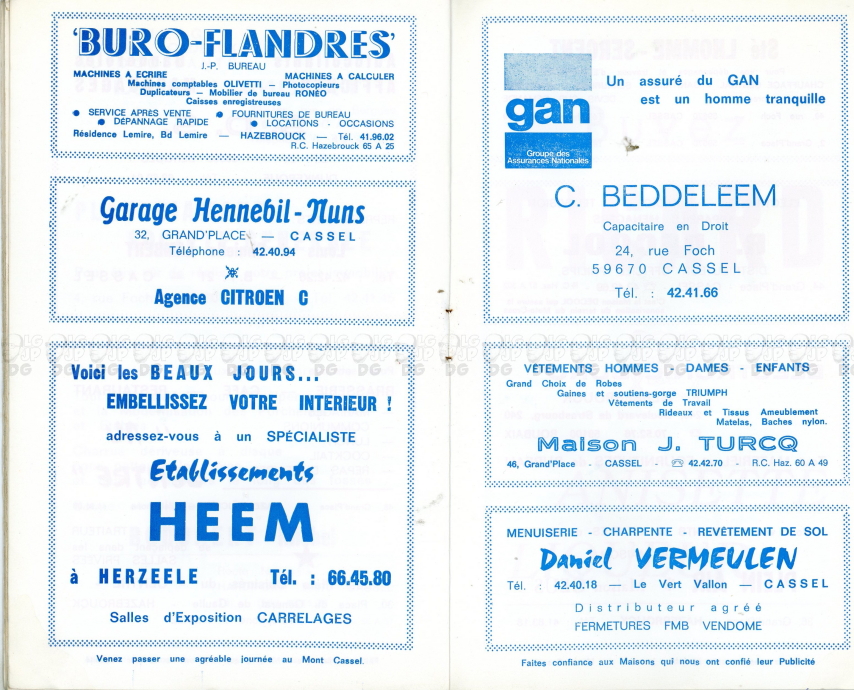 'BURO-FLANDRES'
J.-P. BUREAU
MACHINES A ECRIRE MACHINES A CALCULER
Machines comptables OLIVETTI — Photocopieurs
Duplicateurs — Mobilier de bureau RONÉO
Caisses enregistreuses
● SERVICE APRÈS VENTE ● FOURNITURES DE BUREAU
● DÉPANNAGE RAPIDE ● LOCATIONS - OCCASIONS
Résidence Lemire, Bd Lemire — HAZEBROUCK — Tél. 41.96.02
R.C. Hazebrouck 65 A 25
Garage Hennebil-Nuns
32, GRAND'PLACE — CASSEL
Téléphone : 42.40.94
Agence CITROEN C
Voici les BEAUX JOURS...
EMBELLISSEZ VOTRE INTERIEUR !
adressez-vous à un SPÉCIALISTE
Etablissements
HEEM
à HERZEELE Tél. : 66.45.80
Salles d'Exposition CARRELAGES
Venez passer une agréable journée au Mont Cassel.
gan
Groupe des
Assurances Nationales
Un assuré du GAN
est un homme tranquille
C. BEDDELEEM
Capacitaire en Droit
24, rue Foch
59670 CASSEL
Tél. : 42.41.66
VÊTEMENTS HOMMES - DAMES - ENFANTS
Grand Choix de Robes
Gaines et soutiens-gorge TRIUMPH
Vêtements de Travail
Rideaux et Tissus Ameublement
Matelas, Baches nylon.
Maison J. TURCQ
46, Grand'Place - CASSEL - ☏ 42.42.70 - R.C. Haz. 60 A 49
MENUISERIE - CHARPENTE - REVÊTEMENT DE SOL
Daniel VERMEULEN
Tél. : 42.40.18 — Le Vert Vallon — CASSEL
Distributeur agréé
FERMETURES FMB VENDOME
Faites confiance aux Maisons qui nous ont confié leur Publicité